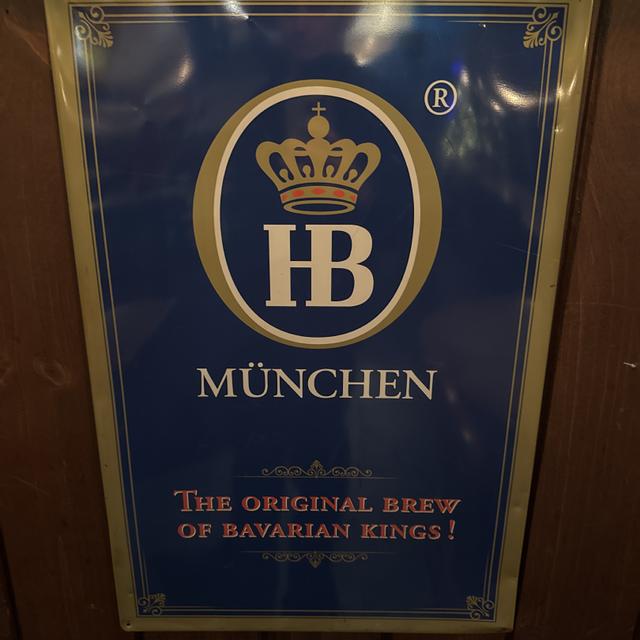 ®
HB
MÜNCHEN
THE ORIGINAL BREW
OF BAVARIAN KINGS!